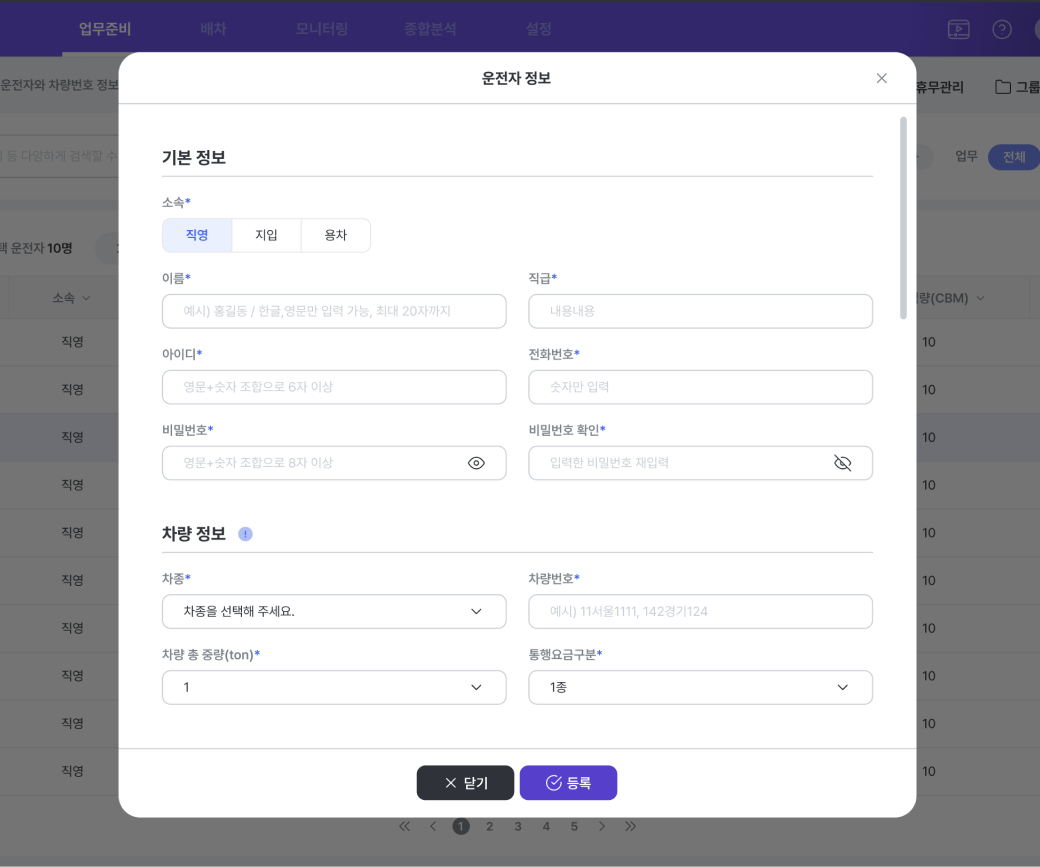 업무준비 배차 모니터링 종합분석 설정
운전자와 차량번호 정보
운전자 정보
휴무관리
그룹
등 다양하게 검색할 수
업무 전체
기본 정보
소속*
직영 지입 용차
택 운전자 10명
이름* 직급*
예시) 홍길동 / 한글,영문만 입력 가능, 최대 20자까지 내용내용
소속 량(CBM)
직영 10
아이디* 전화번호*
영문+숫자 조합으로 6자 이상 숫자만 입력
직영 10
비밀번호* 비밀번호 확인*
직영 10
영문+숫자 조합으로 8자 이상 입력한 비밀번호 재입력
직영 10
차량 정보 !
직영 10
차종* 차량번호*
직영 10
차종을 선택해 주세요. 예시) 11서울1111, 142경기124
직영 10
차량 총 중량(ton)* 통행요금구분*
직영 10
1 1종
직영 10
직영 10
닫기 등록
1 2 3 4 5